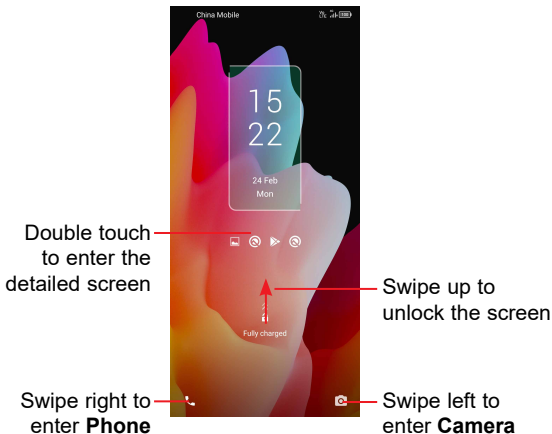 China Mobile
15
22
24 Feb
Mon
Double touch
to enter the
detailed screen
Swipe up to
unlock the screen
Fully charged
Swipe right to
enter Phone
Swipe left to
enter Camera